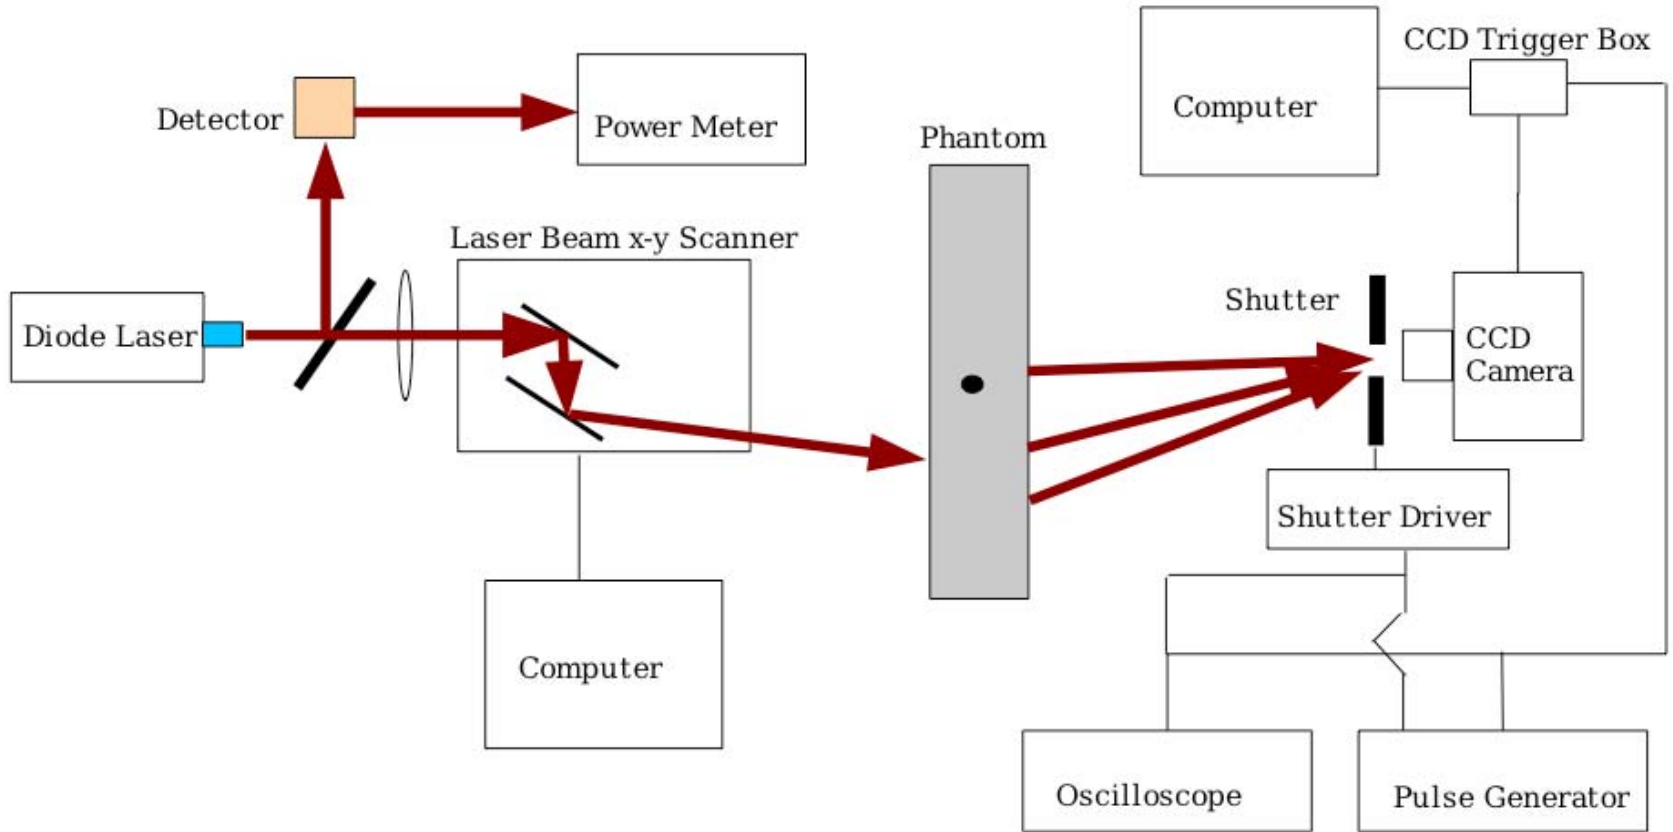 CCD Trigger Box
Computer
Detector
Power Meter
Phantom
Laser Beam x-y Scanner
Diode Laser
Shutter
CCD
Camera
Shutter Driver
Computer
Oscilloscope
Pulse Generator